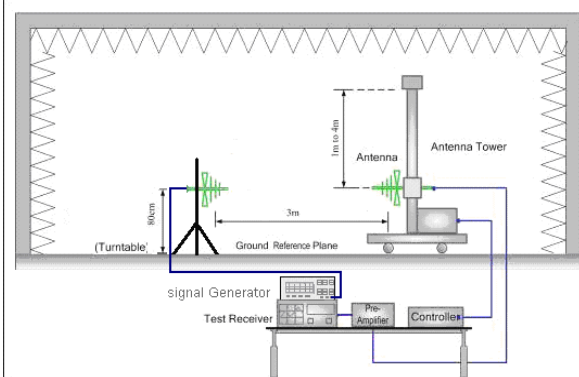 1m to 4m
Antenna
Antenna Tower
80cm
3m
(Turntable)
Ground Reference Plane
signal Generator
Test Receiver
Pre-
Amplifier
Controller